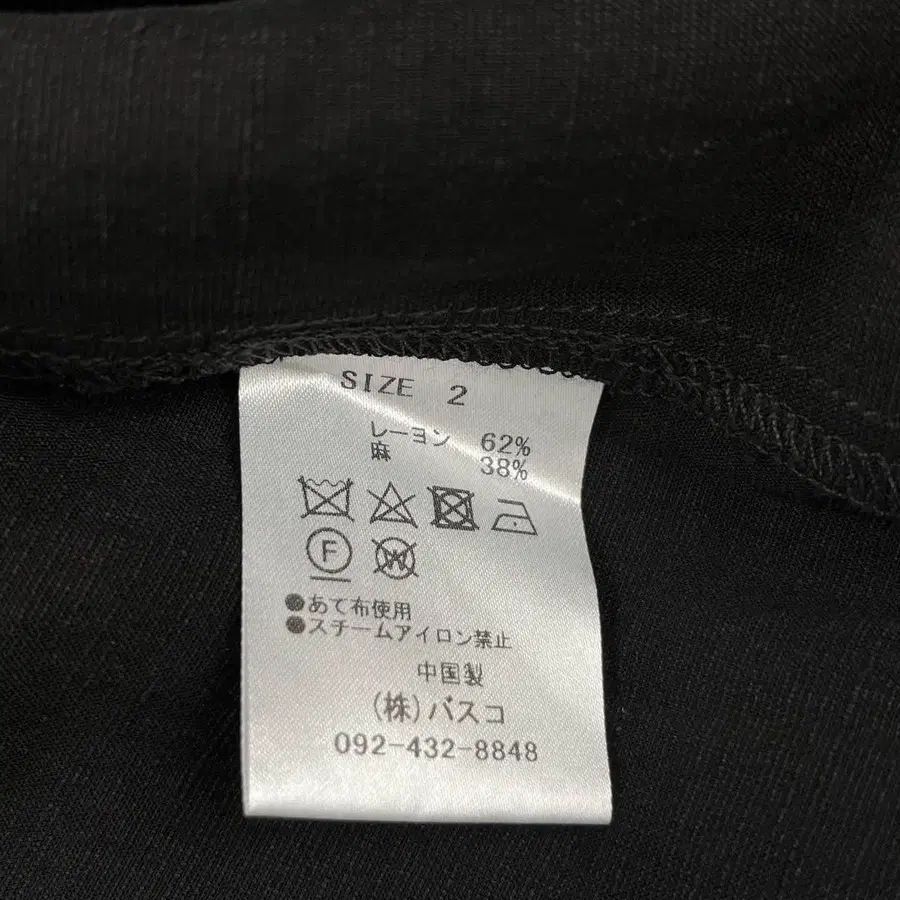 SIZE 2
レーヨン 62%
麻 38%
F W
●あて布使用
●スチームアイロン禁止
中国製
(株)バスコ
092-432-8848